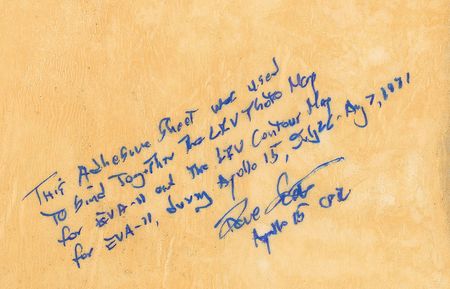 This Adhesive Sheet was used
To bind Together The LRV Photo Map
for EVA-II and The LRV Contour Map
for EVA-II, during Apollo 15, July 26 - Aug 7, 1971
Dave Scott
Apollo 15 CDR